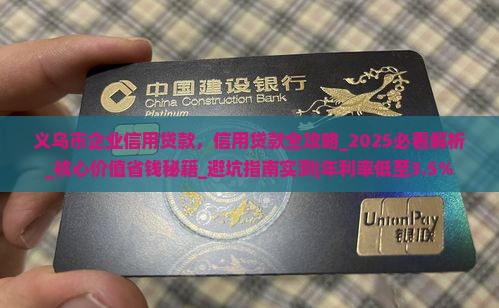 中国建设银行
China Construction Bank
Platinum
义乌市企业信用贷款，信用贷款全攻略_2025必看解析
_核心价值省钱秘籍_避坑指南实测|年利率低至3.5%
UnionPay
银联